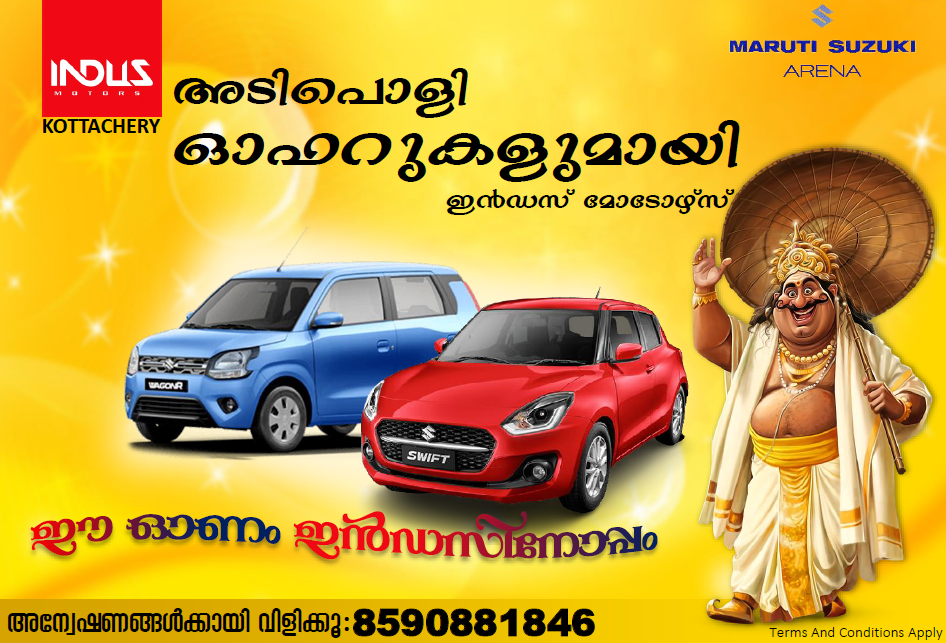 INDUS
MOTORS
KOTTACHERY
MARUTI SUZUKI
ARENA
അടിപൊളി
ഓഫറുകളുമായി
ഇൻഡസ് മോട്ടോഴ്സ്
WAGONR
SWIFT
ഈ ഓണം ഇൻഡസിനോപ്പം
അന്വേഷണങ്ങൾക്കായി വിളിക്കൂ:8590881846
Terms And Conditions Apply